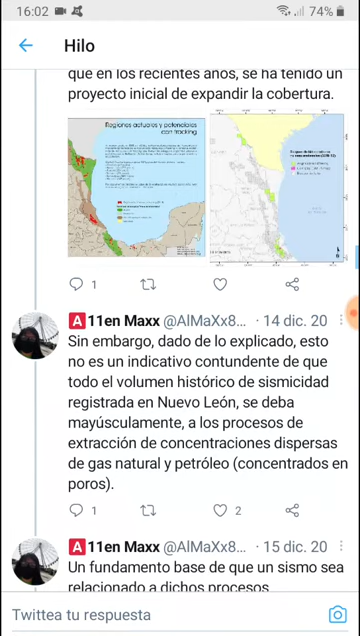 16:02
74%
Hilo
que en los recientes años, se ha tenido un
proyecto inicial de expandir la cobertura.
Regiones actuales y potenciales
con fracking
1
A 11en Maxx @AlMaXx8... · 14 dic. 20
Sin embargo, dado de lo explicado, esto
no es un indicativo contundente de que
todo el volumen histórico de sismicidad
registrada en Nuevo León, se deba
mayúsculamente, a los procesos de
extracción de concentraciones dispersas
de gas natural y petróleo (concentrados en
poros).
1
2
A 11en Maxx @AlMaXx8... · 15 dic. 20
Un fundamento base de que un sismo sea
relacionado a dichos procesos
Twittea tu respuesta